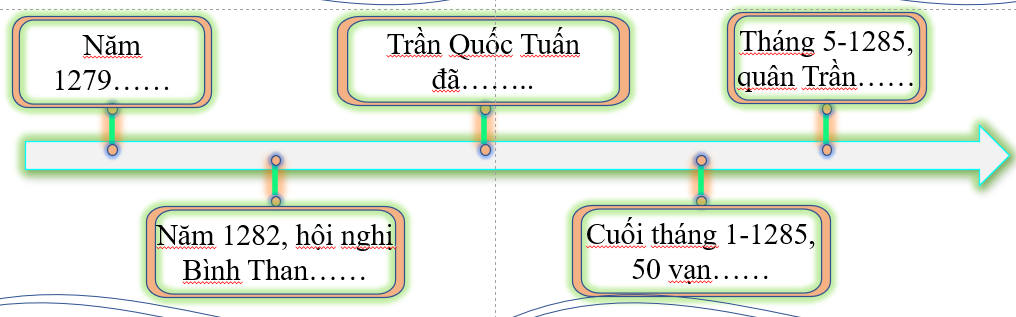 Năm
1279……
Năm 1282, hội nghị
Bình Than……
Trần Quốc Tuấn
đã……..
Cuối tháng 1-1285,
50 vạn……
Tháng 5-1285,
quân Trần……